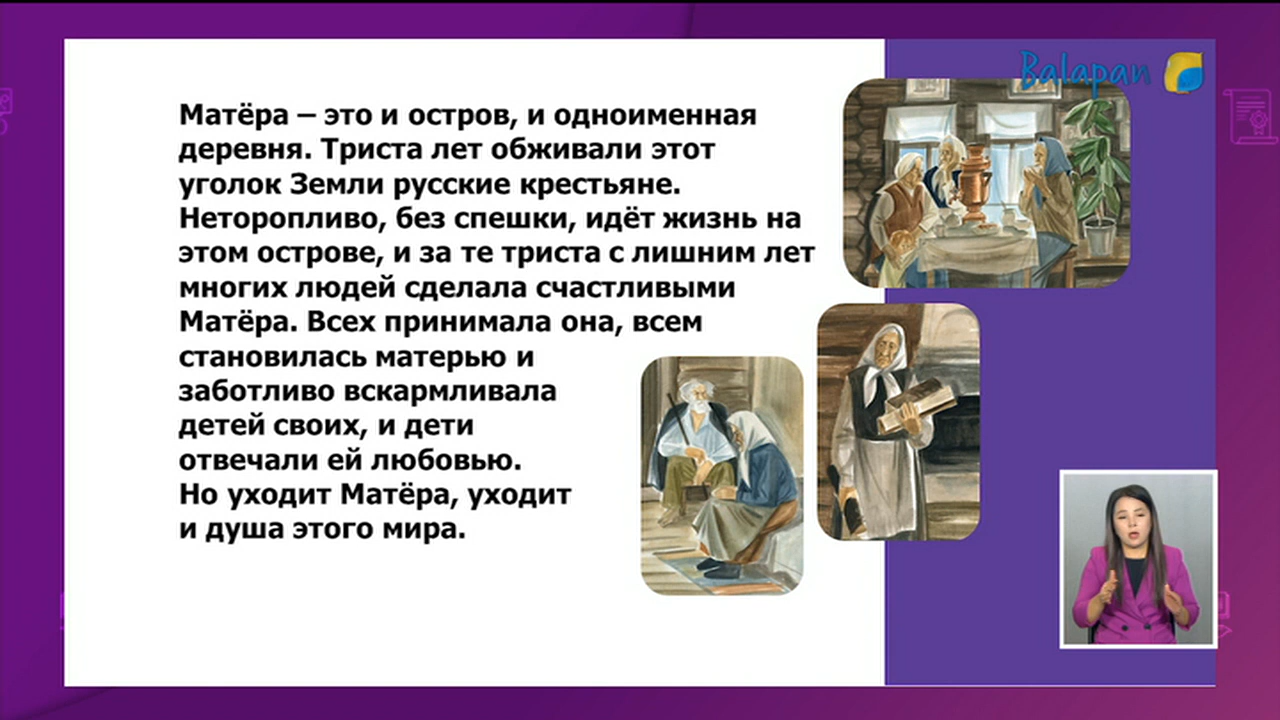 Balapan
Матёра – это и остров, и одноименная
деревня. Триста лет обживали этот
уголок Земли русские крестьяне.
Неторопливо, без спешки, идёт жизнь на
этом острове, и за те триста с лишним лет
многих людей сделала счастливыми
Матёра. Всех принимала она, всем
становилась матерью и
заботливо вскармливала
детей своих, и дети
отвечали ей любовью.
Но уходит Матёра, уходит
и душа этого мира.